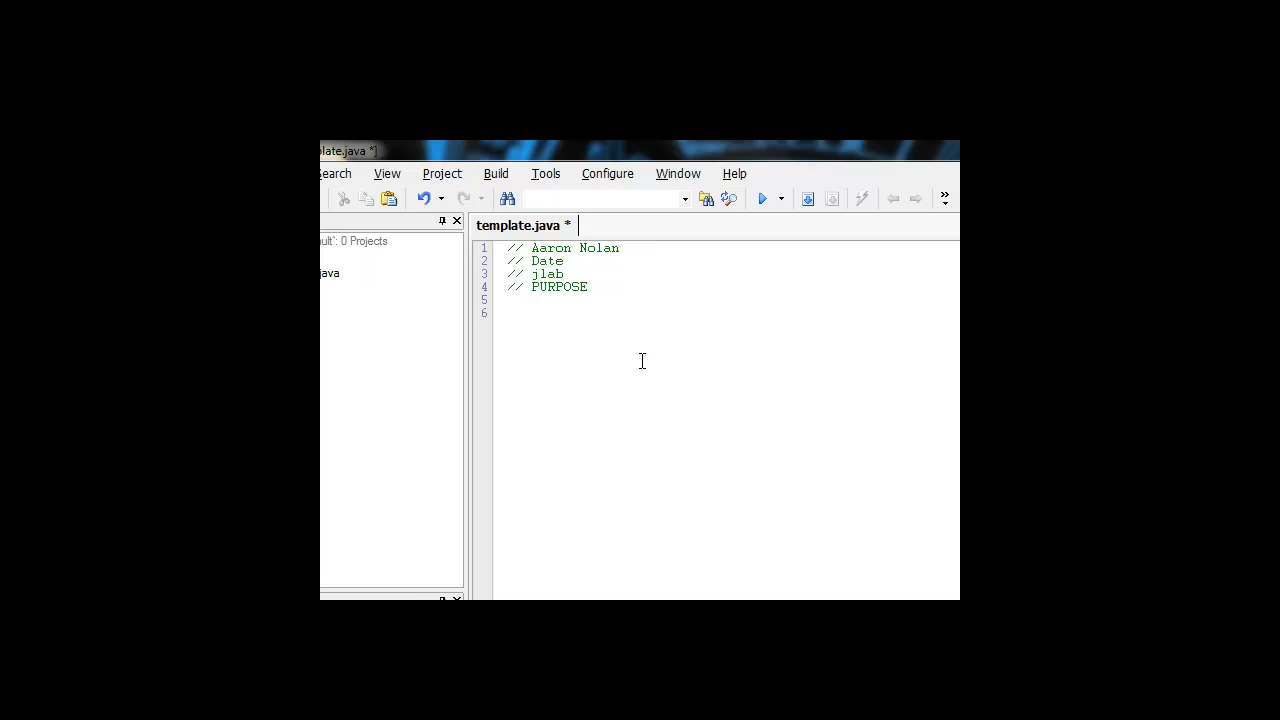 late.java *]
Search View Project Build Tools Configure Window Help
ult': 0 Projects
java
template.java *
1 // Aaron Nolan
2 // Date
3 // jlab
4 // PURPOSE
5
6